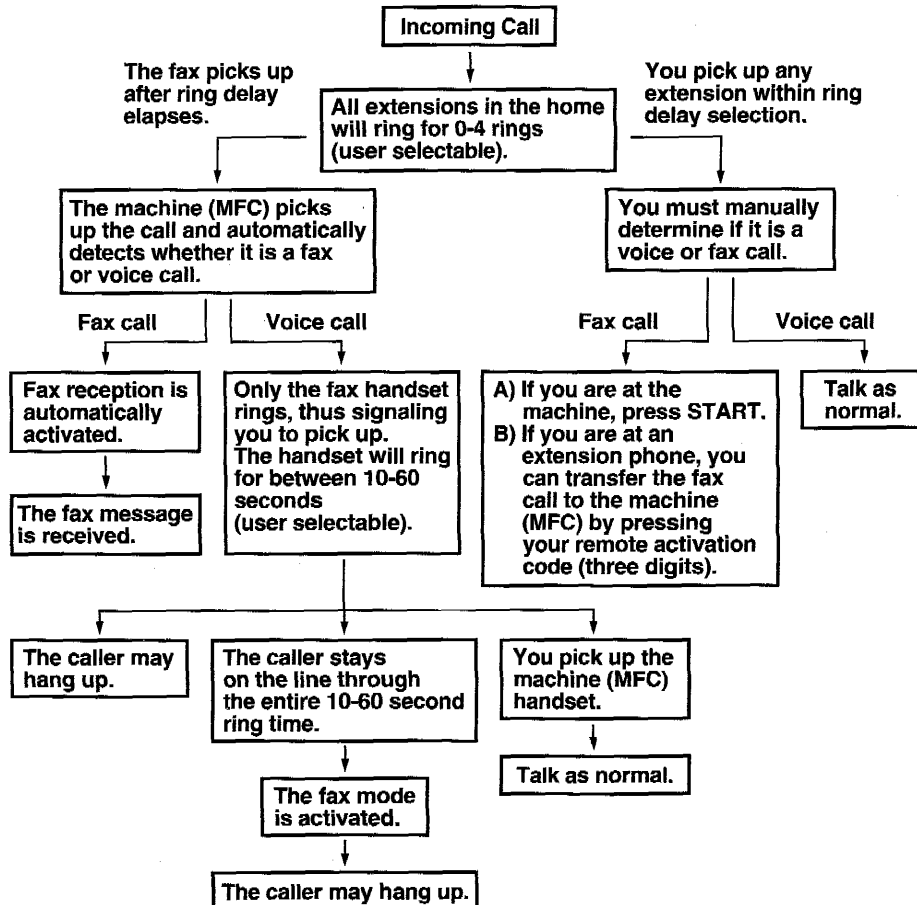 Incoming Call
The fax picks up
after ring delay
elapses.
You pick up any
extension within ring
delay selection.
All extensions in the home
will ring for 0-4 rings
(user selectable).
The machine (MFC) picks
up the call and automatically
detects whether it is a fax
or voice call.
You must manually
determine if it is a
voice or fax call.
Fax call
Voice call
Fax call
Voice call
Fax reception is
automatically
activated.
Only the fax handset
rings, thus signaling
you to pick up.
The handset will ring
for between 10-60
seconds
(user selectable).
A) If you are at the
machine, press START.
B) If you are at an
extension phone, you
can transfer the fax
call to the machine
(MFC) by pressing
your remote activation
code (three digits).
Talk as
normal.
The fax message
is received.
The caller may
hang up.
The caller stays
on the line through
the entire 10-60 second
ring time.
You pick up the
machine (MFC)
handset.
Talk as normal.
The fax mode
is activated.
The caller may hang up.